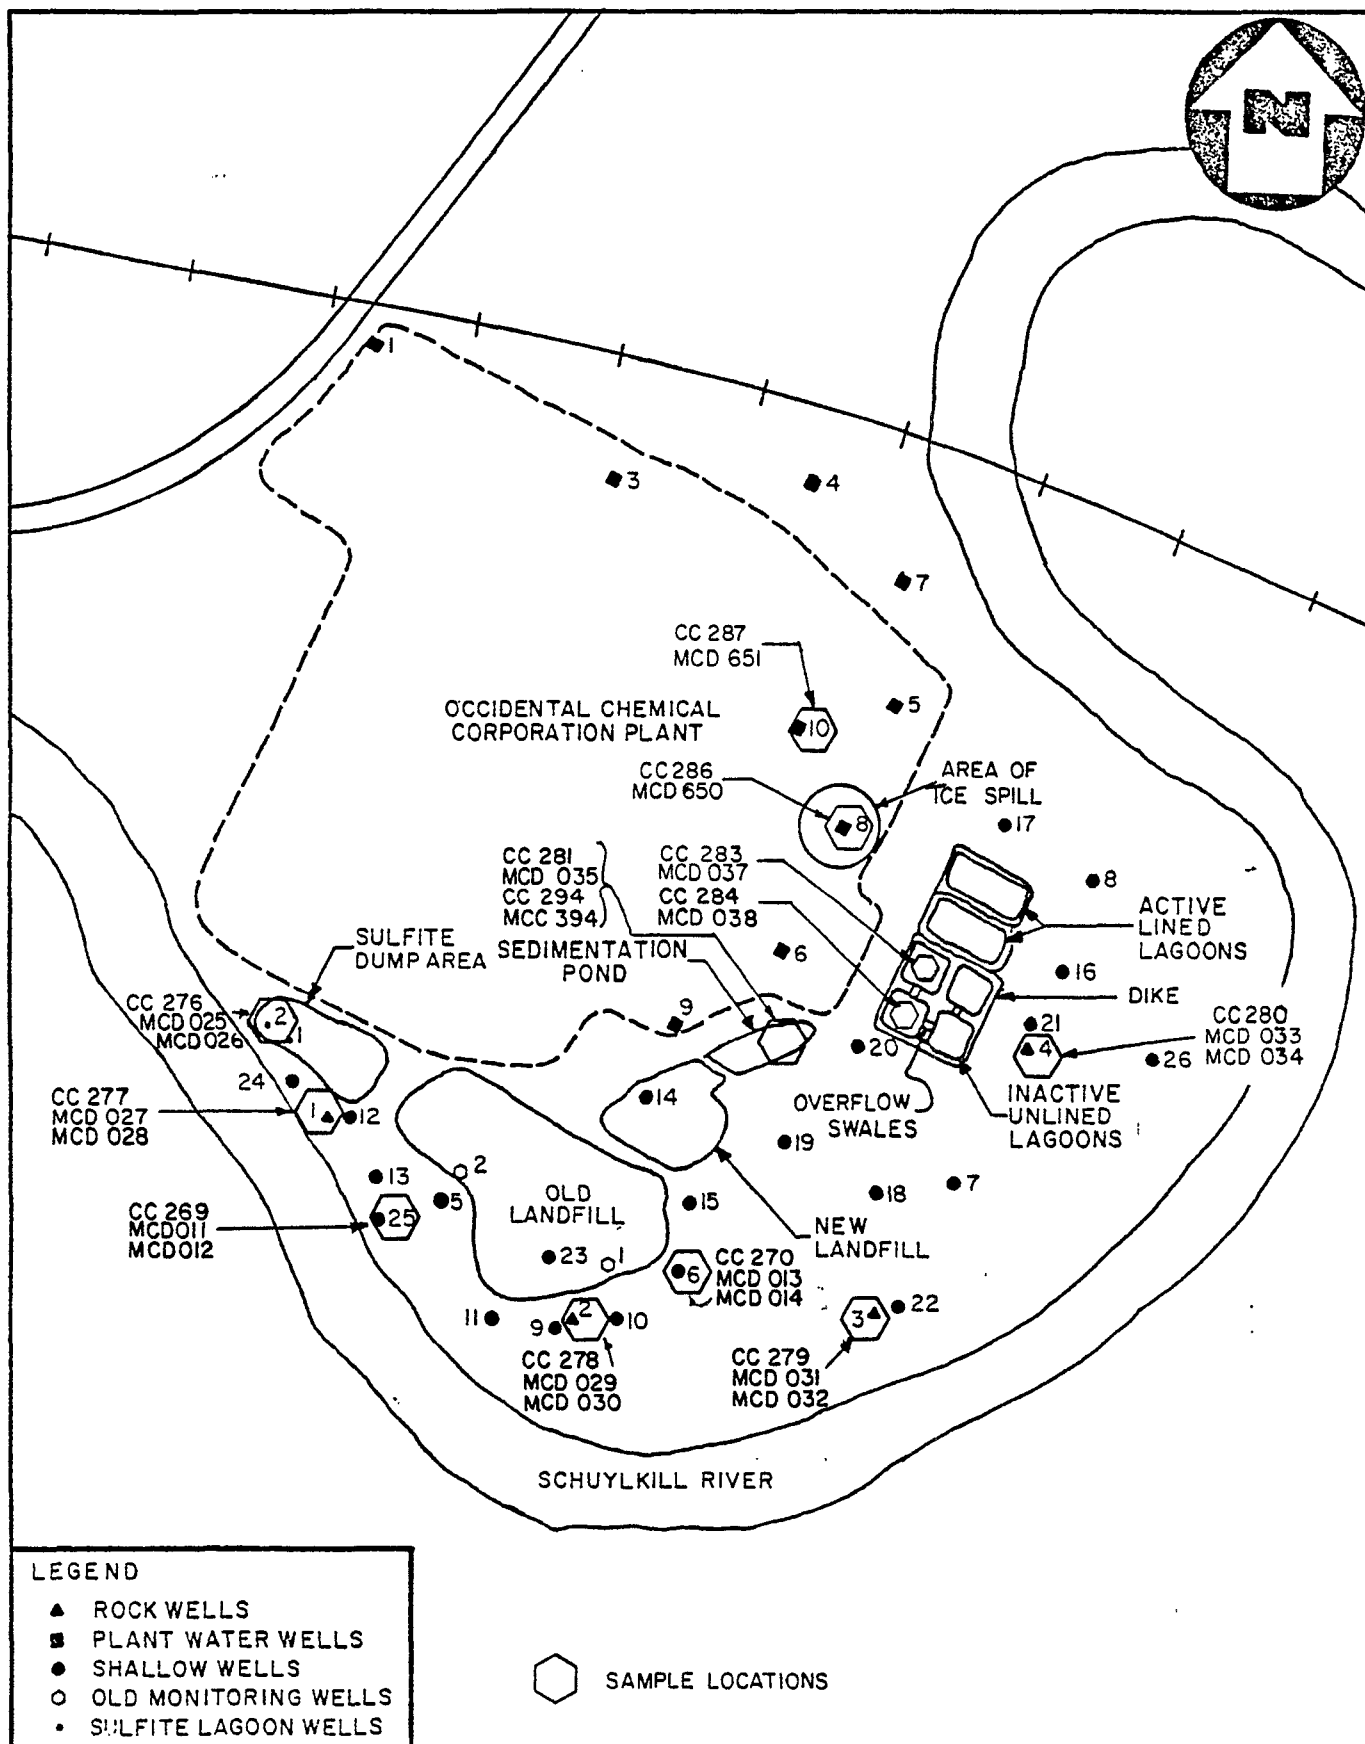 N
1
3
4
7
CC 287
MCD 651
5
OCCIDENTAL CHEMICAL
CORPORATION PLANT
10
CC 286
MCD 650
AREA OF
ICE SPILL
8
17
CC 281
MCD 035
CC 294
MCC 394
CC 283
MCD 037
CC 284
MCD 038
8
ACTIVE
LINED
LAGOONS
SULFITE
DUMP AREA
SEDIMENTATION
POND
6
16
DIKE
CC 276
MCD 025
MCD 026
2
1
9
21
4
CC 280
MCD 033
MCD 034
20
26
24
CC 277
MCD 027
MCD 028
1
12
14
OVERFLOW
SWALES
INACTIVE
UNLINED
LAGOONS
19
13
2
5
OLD
LANDFILL
15
18
7
CC 269
MCD011
MCD012
25
NEW
LANDFILL
23
1
6
CC 270
MCD 013
MCD 014
11
9
2
10
3
22
CC 278
MCD 029
MCD 030
CC 279
MCD 031
MCD 032
SCHUYLKILL RIVER
LEGEND
ROCK WELLS
PLANT WATER WELLS
SHALLOW WELLS
OLD MONITORING WELLS
SULFITE LAGOON WELLS
SAMPLE LOCATIONS